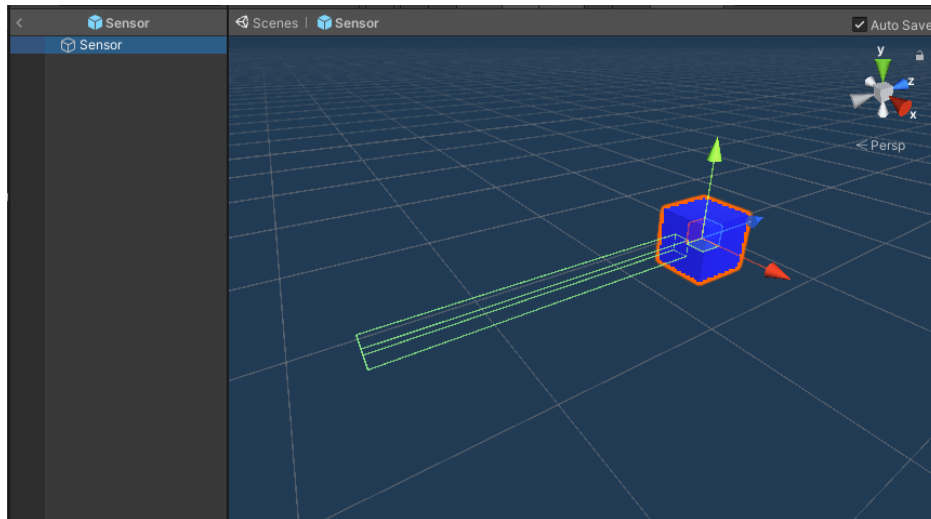 Sensor
Scenes | Sensor
Auto Save
Sensor
y
z
x
Persp